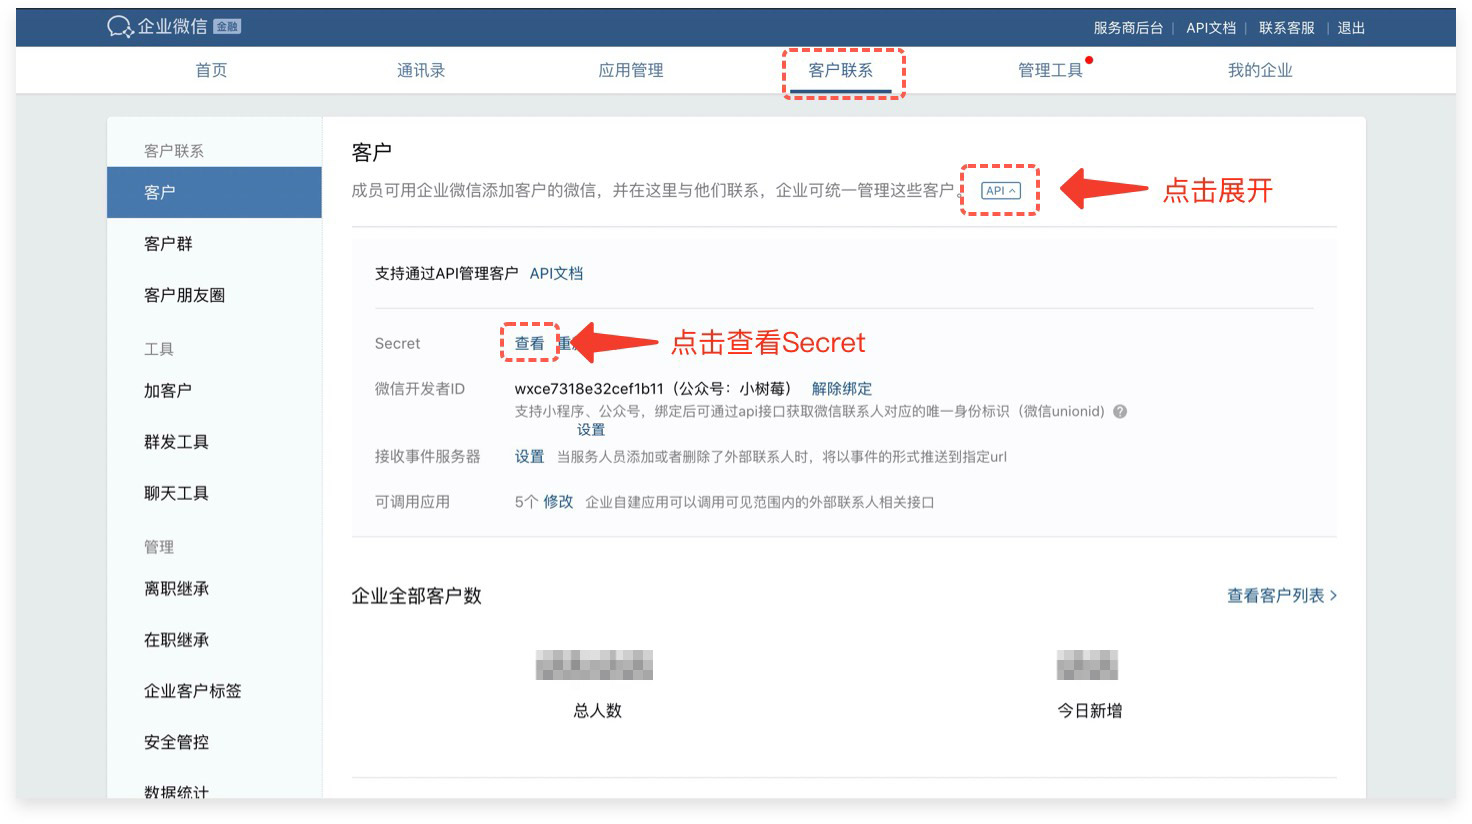 企业微信 金融
服务商后台 | API文档 | 联系客服 | 退出
首页 通讯录 应用管理 客户联系 管理工具 我的企业
客户联系
客户
客户群
客户朋友圈
工具
加客户
群发工具
聊天工具
管理
离职继承
在职继承
企业客户标签
安全管控
数据统计
客户
成员可用企业微信添加客户的微信，并在这里与他们联系，企业可统一管理这些客户。 API 点击展开
支持通过API管理客户 API文档
Secret 查看 点击查看Secret
微信开发者ID wxce7318e32cef1b11（公众号：小树莓） 解除绑定
支持小程序、公众号，绑定后可通过api接口获取微信联系人对应的唯一身份标识（微信unionid） ?
设置
接收事件服务器 设置 当服务人员添加或者删除了外部联系人时，将以事件的形式推送到指定url
可调用应用 5个 修改 企业自建应用可以调用可见范围内的外部联系人相关接口
企业全部客户数 查看客户列表 >
总人数 今日新增